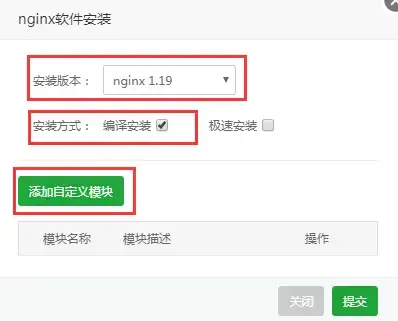 nginx软件安装
安装版本： nginx 1.19
安装方式： 编译安装 极速安装
添加自定义模块
模块名称 模块描述 操作
关闭 提交